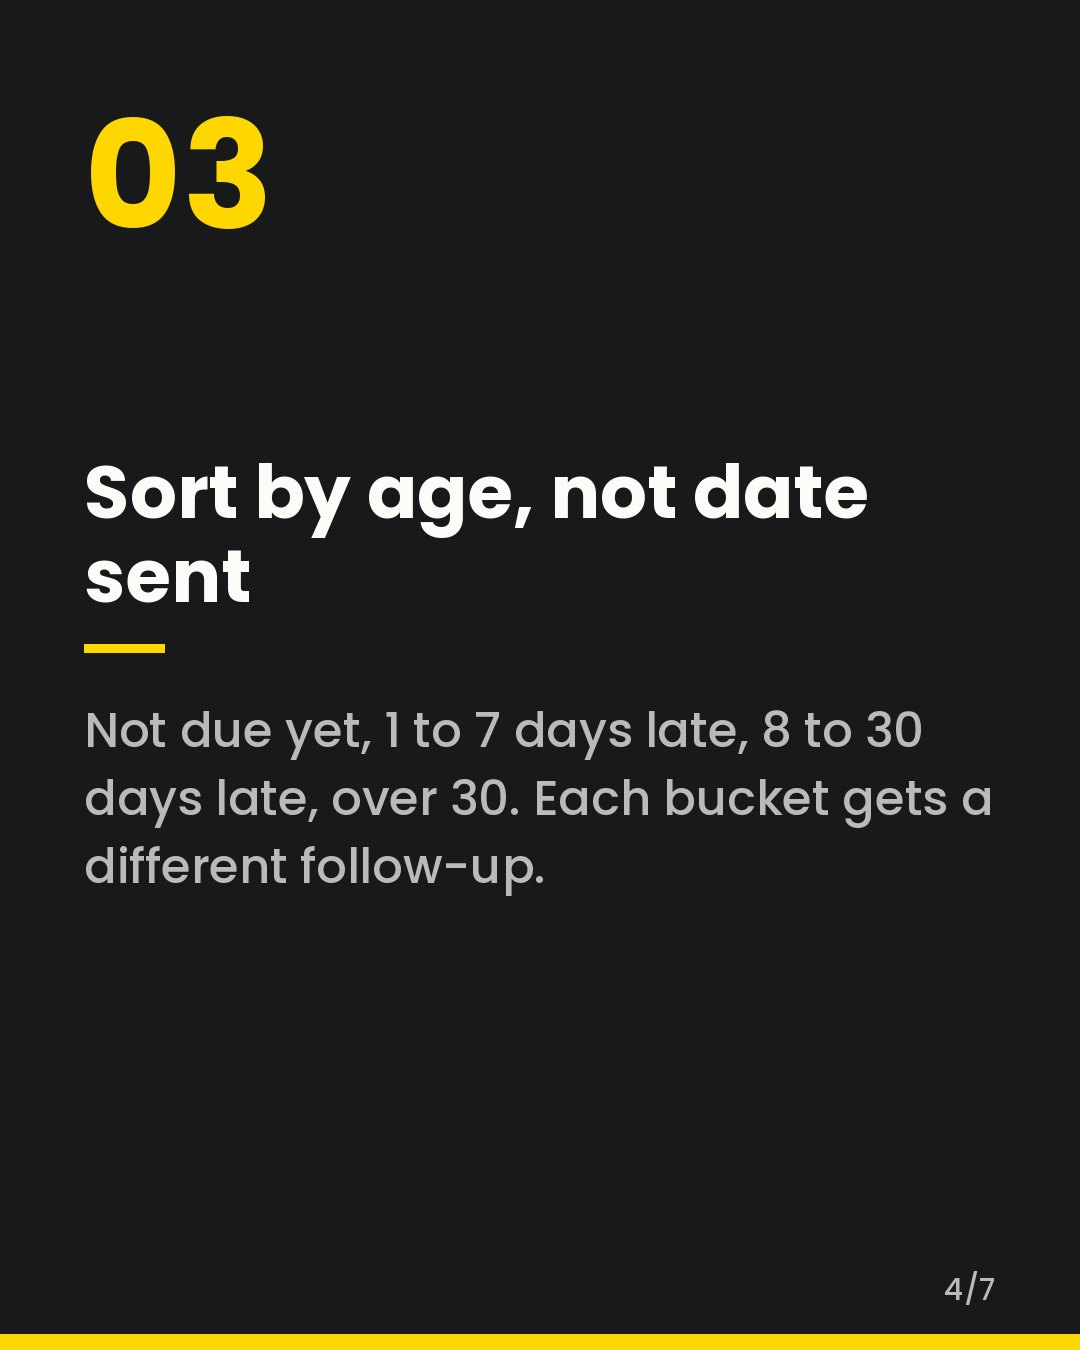 03
Sort by age, not date
sent
Not due yet, 1 to 7 days late, 8 to 30
days late, over 30. Each bucket gets a
different follow-up.
4/7